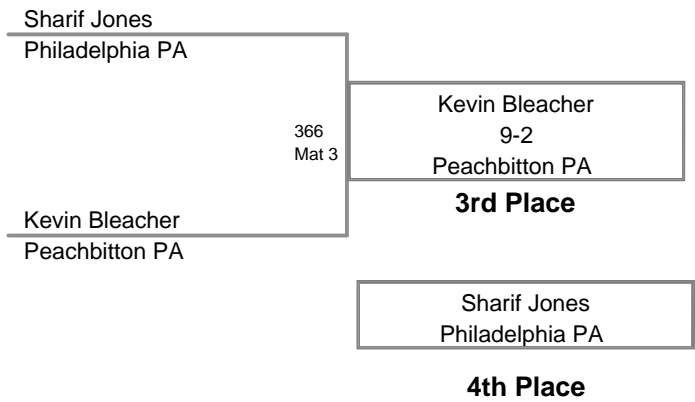 Sharif Jones
Philadelphia PA
366
Mat 3
Kevin Bleacher
9-2
Peachbitton PA
3rd Place
Kevin Bleacher
Peachbitton PA
Sharif Jones
Philadelphia PA
4th Place